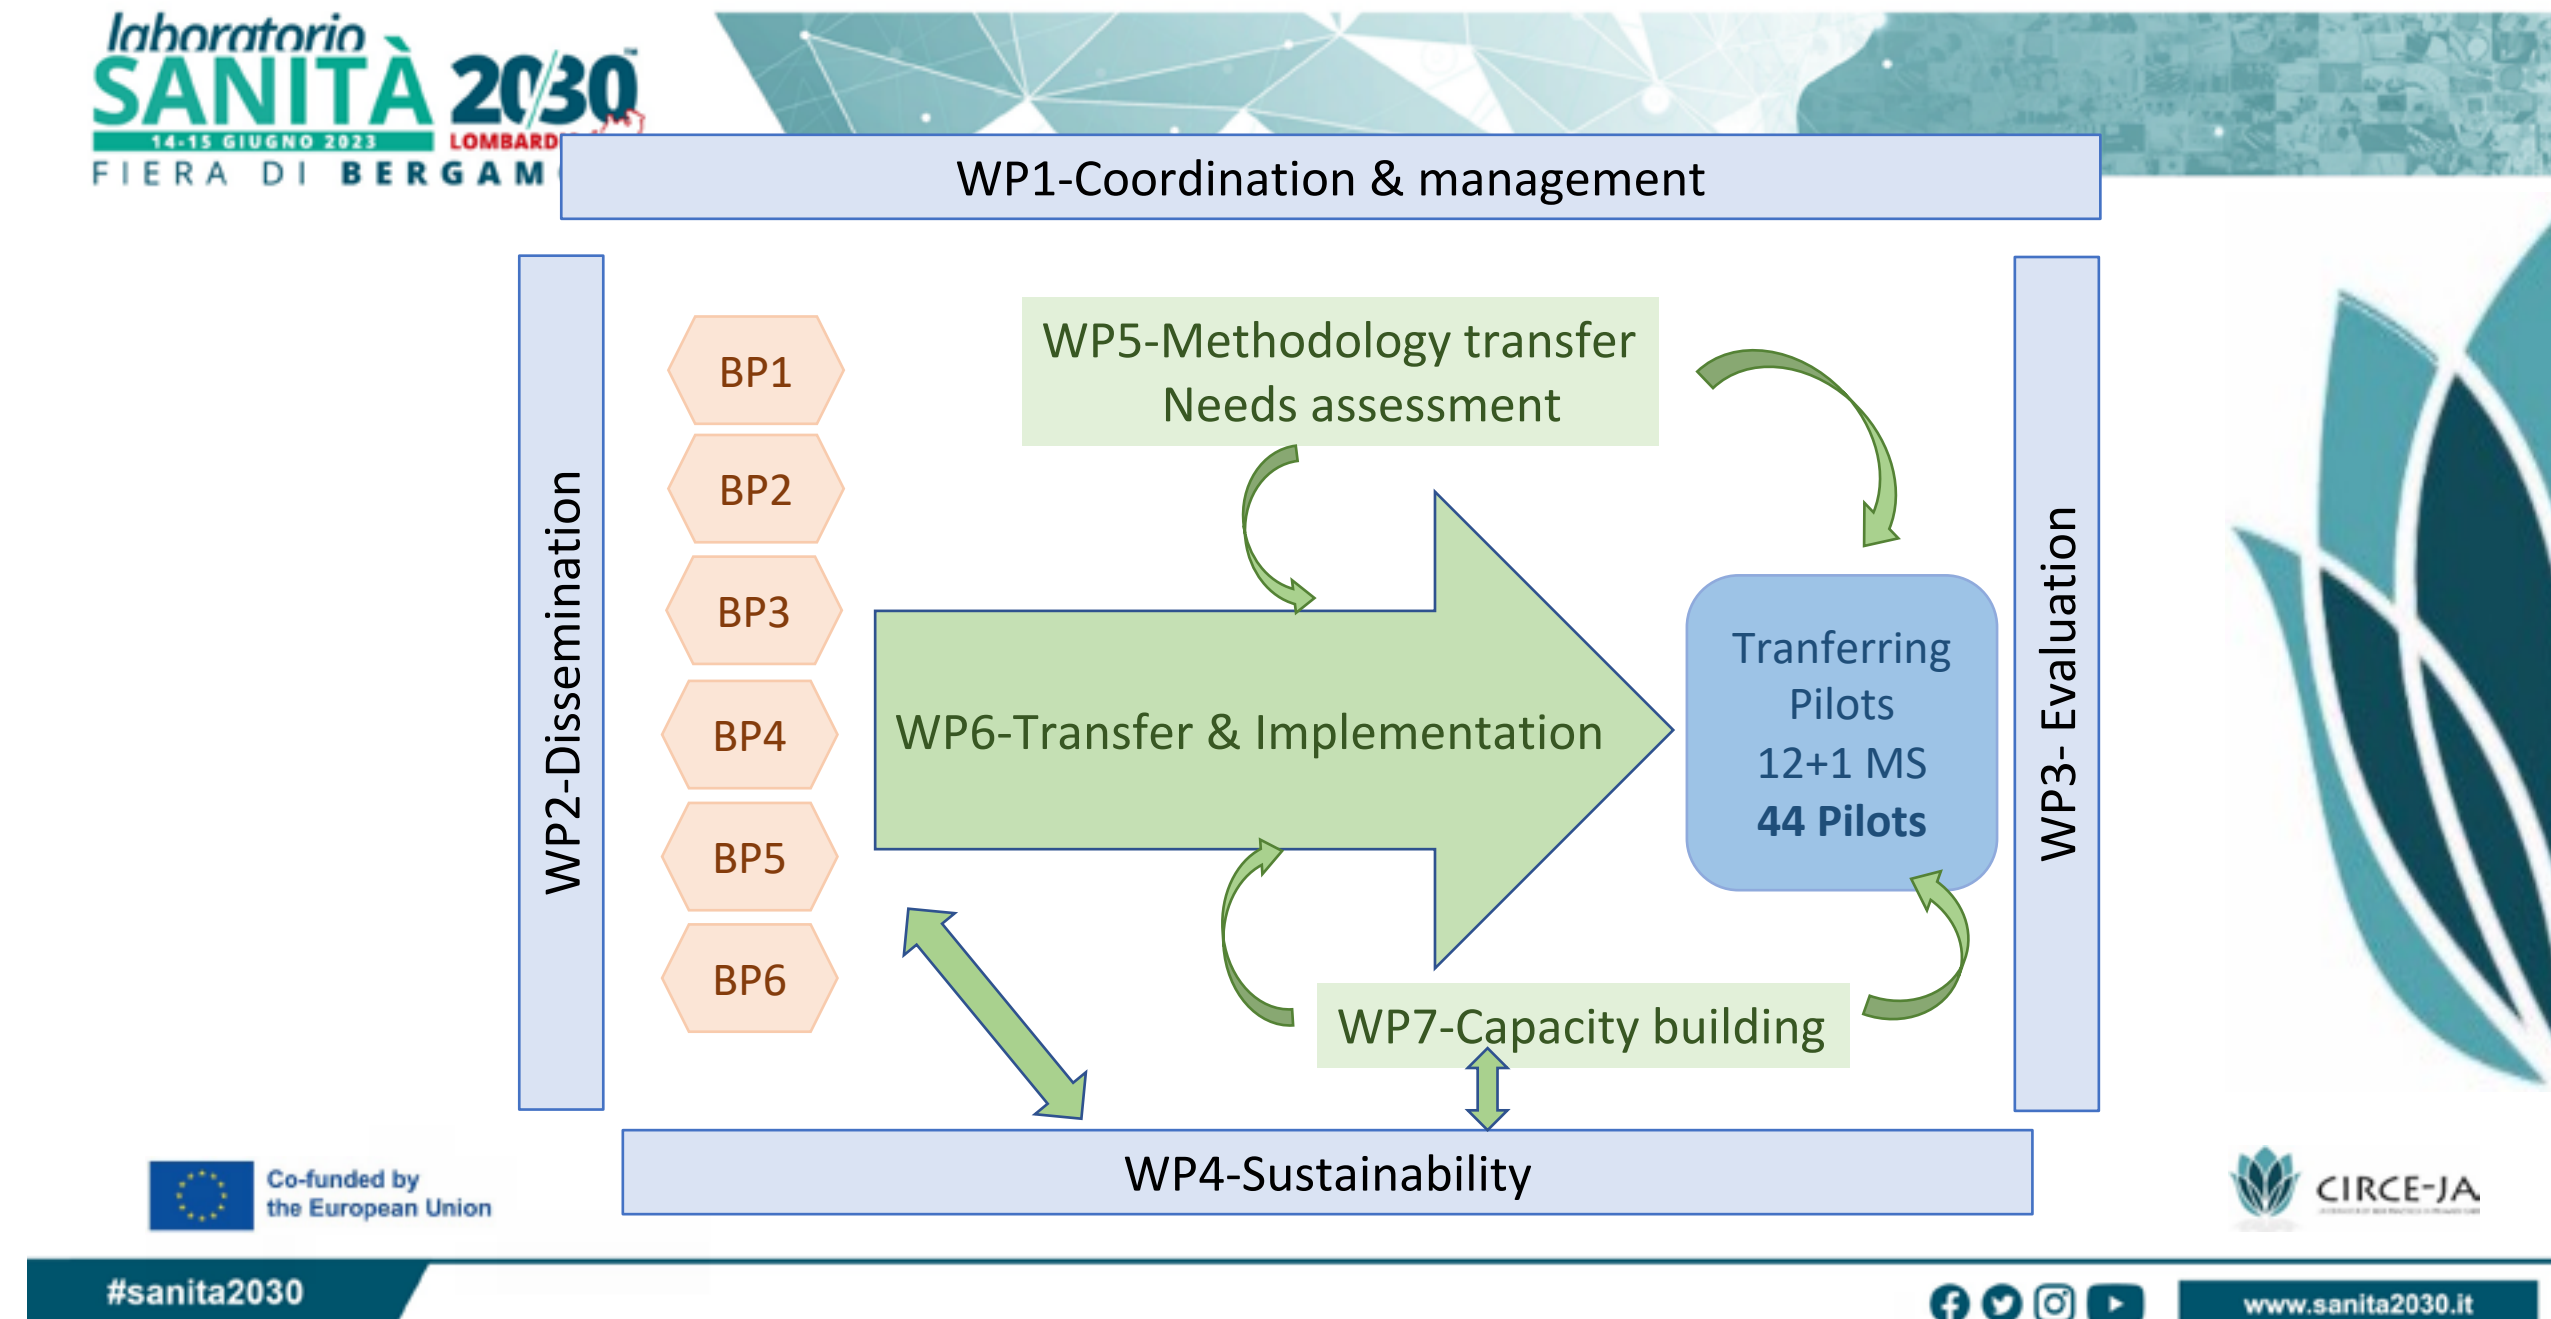 laboratorio
SANITÀ 2030
14-15 GIUGNO 2023
LOMBARD
FIERA DI BERGAM
WP1-Coordination & management
WP2-Dissemination
BP1
BP2
BP3
BP4
BP5
BP6
WP5-Methodology transfer
Needs assessment
WP6-Transfer & Implementation
Tranferring
Pilots
12+1 MS
44 Pilots
WP7-Capacity building
WP3- Evaluation
WP4-Sustainability
Co-funded by
the European Union
CIRCE-JA
#sanita2030
www.sanita2030.it